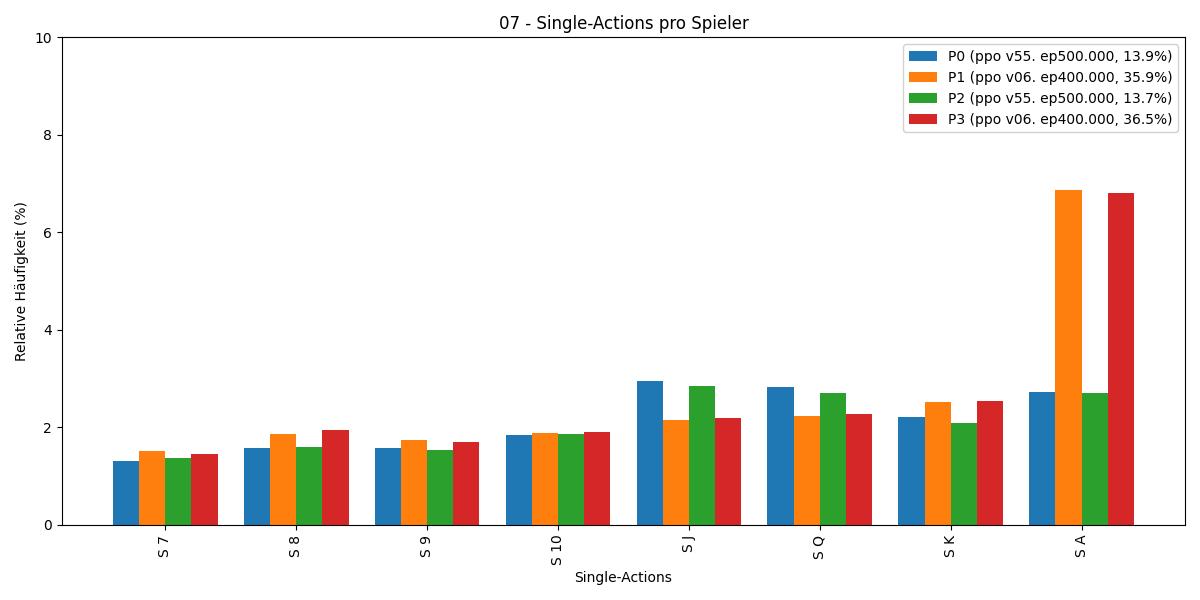 07 - Single-Actions pro Spieler
P0 (ppo v55. ep500.000, 13.9%)
P1 (ppo v06. ep400.000, 35.9%)
P2 (ppo v55. ep500.000, 13.7%)
P3 (ppo v06. ep400.000, 36.5%)
Relative Häufigkeit (%)
10
8
6
4
2
0
S 7
S 8
S 9
S 10
S J
S Q
S K
S A
Single-Actions